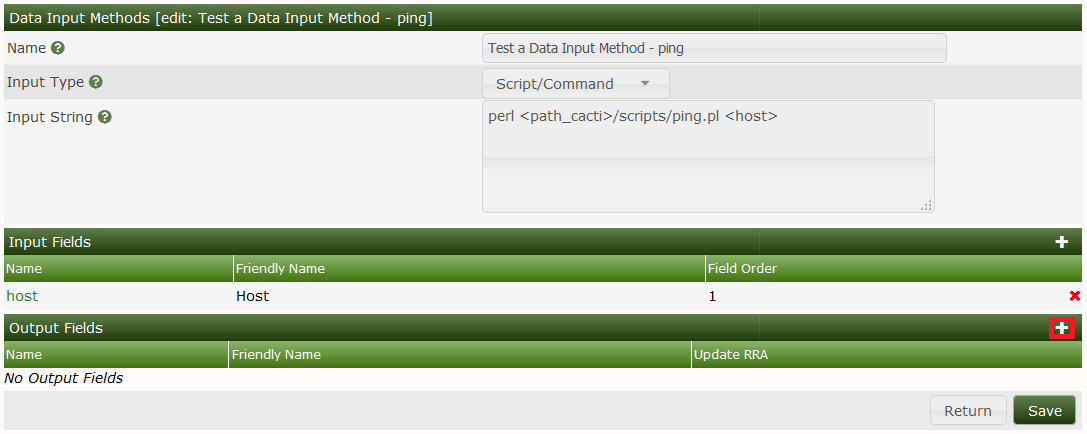 Data Input Methods [edit: Test a Data Input Method - ping]
Name ? Test a Data Input Method - ping
Input Type ? Script/Command
Input String ? perl <path_cacti>/scripts/ping.pl <host>
Input Fields
Name Friendly Name Field Order
host Host 1
Output Fields
Name Friendly Name Update RRA
No Output Fields
Return Save